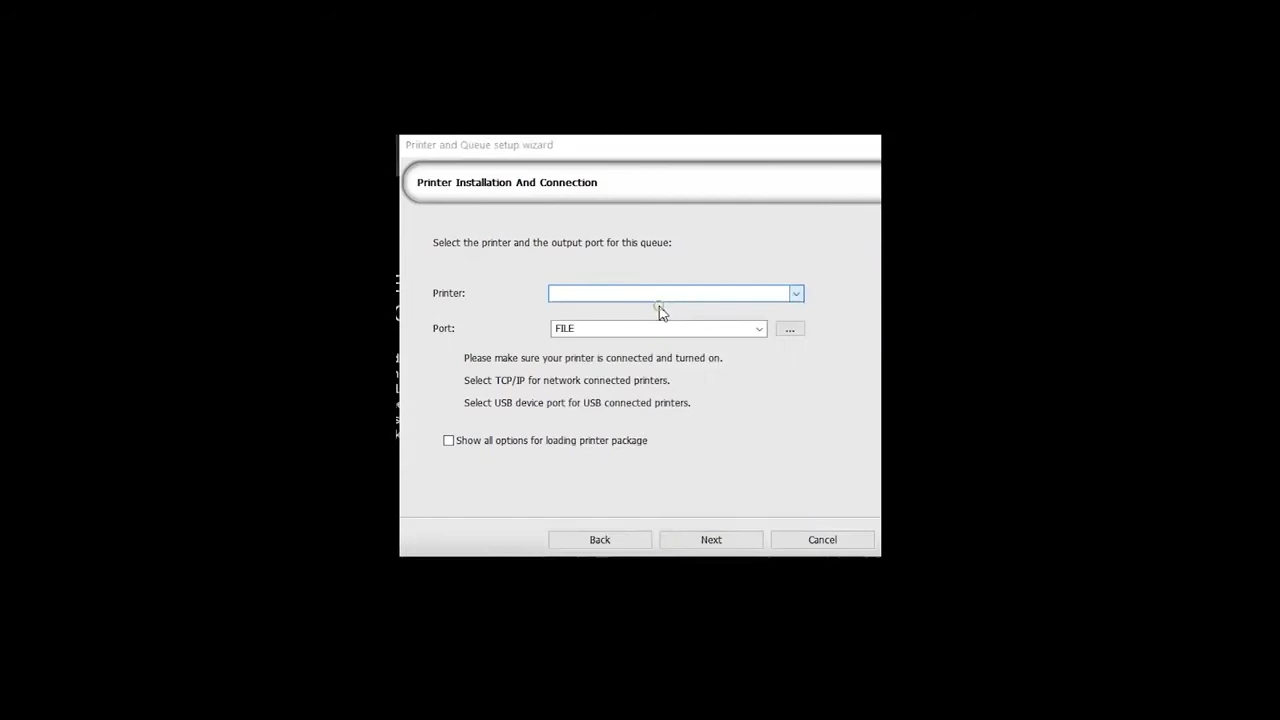 Printer and Queue setup wizard
Printer Installation And Connection
Select the printer and the output port for this queue:
Printer:
Port: FILE ...
Please make sure your printer is connected and turned on.
Select TCP/IP for network connected printers.
Select USB device port for USB connected printers.
Show all options for loading printer package
Back Next Cancel